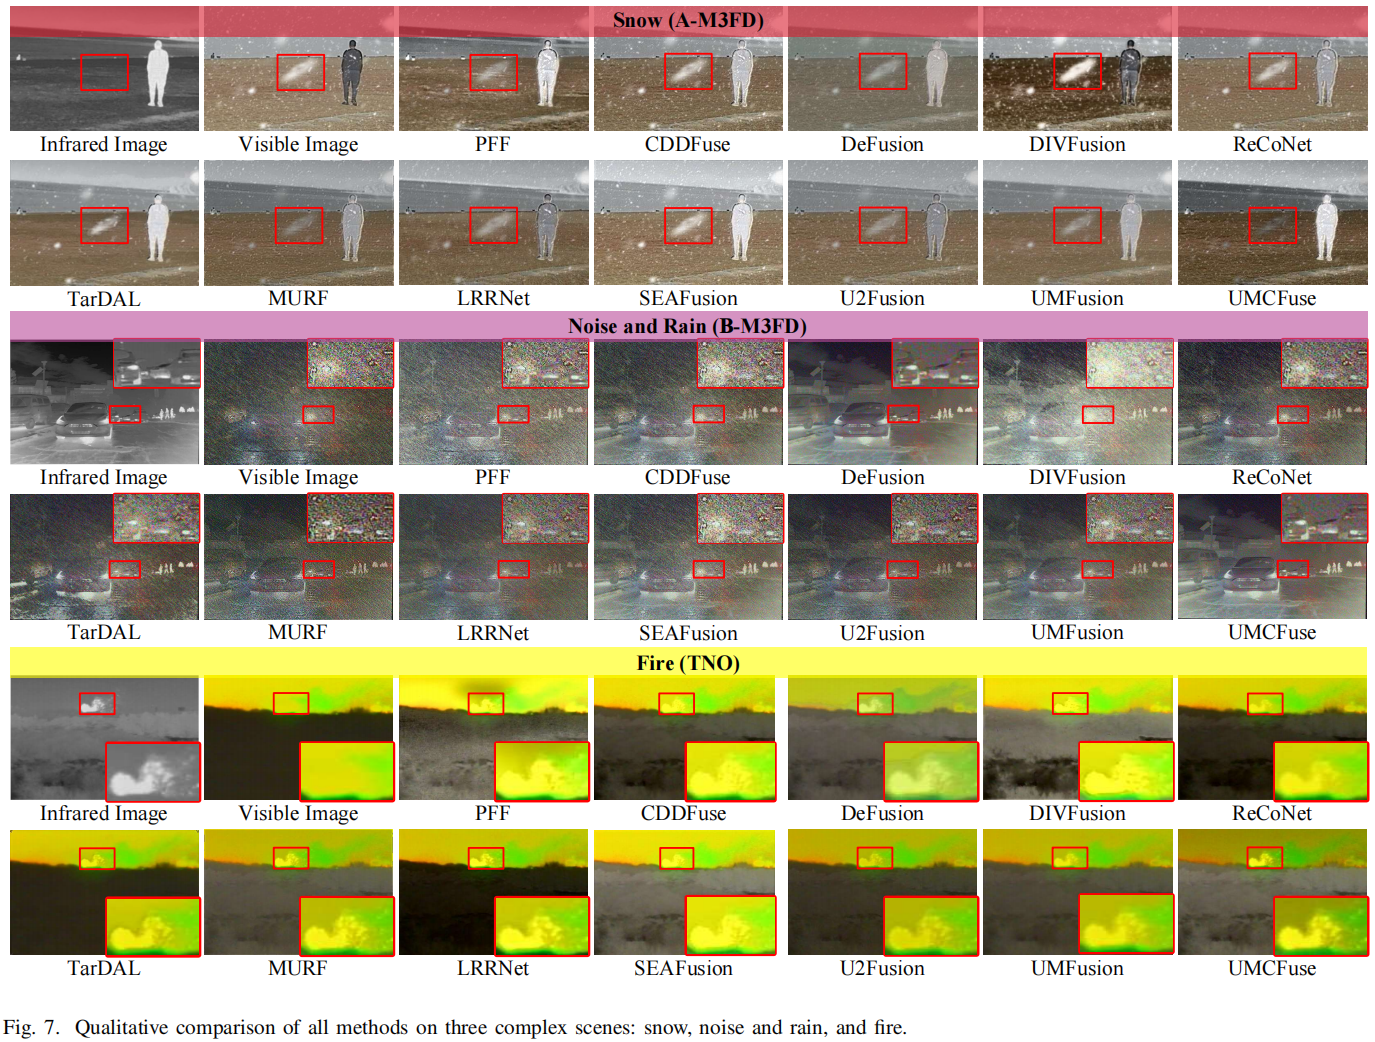 Snow (A-M3FD)
Infrared Image Visible Image PFF CDDFuse DeFusion DIVFusion ReCoNet
TarDAL MURF LRRNet SEAFusion U2Fusion UMFusion UMCFuse
Noise and Rain (B-M3FD)
Infrared Image Visible Image PFF CDDFuse DeFusion DIVFusion ReCoNet
TarDAL MURF LRRNet SEAFusion U2Fusion UMFusion UMCFuse
Fire (TNO)
Infrared Image Visible Image PFF CDDFuse DeFusion DIVFusion ReCoNet
TarDAL MURF LRRNet SEAFusion U2Fusion UMFusion UMCFuse
Fig. 7. Qualitative comparison of all methods on three complex scenes: snow, noise and rain, and fire.